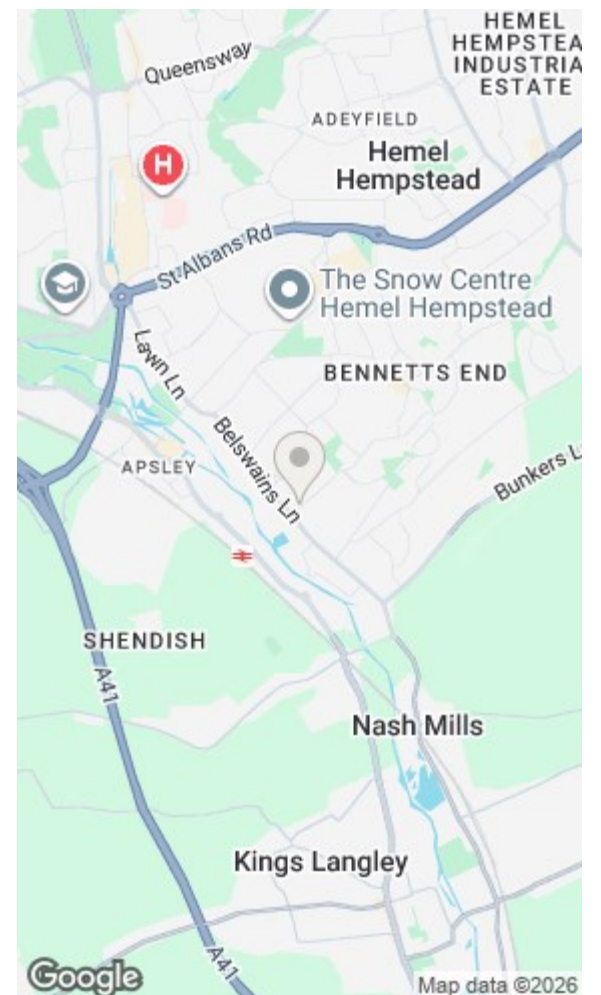 HEMEL
HEMPSTEA
INDUSTRIA
ESTATE
Queensway
ADEYFIELD
H
Hemel
Hempstead
St Albans Rd
The Snow Centre
Hemel Hempstead
Lawn Ln
BENNETTS END
Belswains Ln
APSLEY
Bunkers L
SHENDISH
A41
Nash Mills
Kings Langley
A41
Google
Map data ©2026